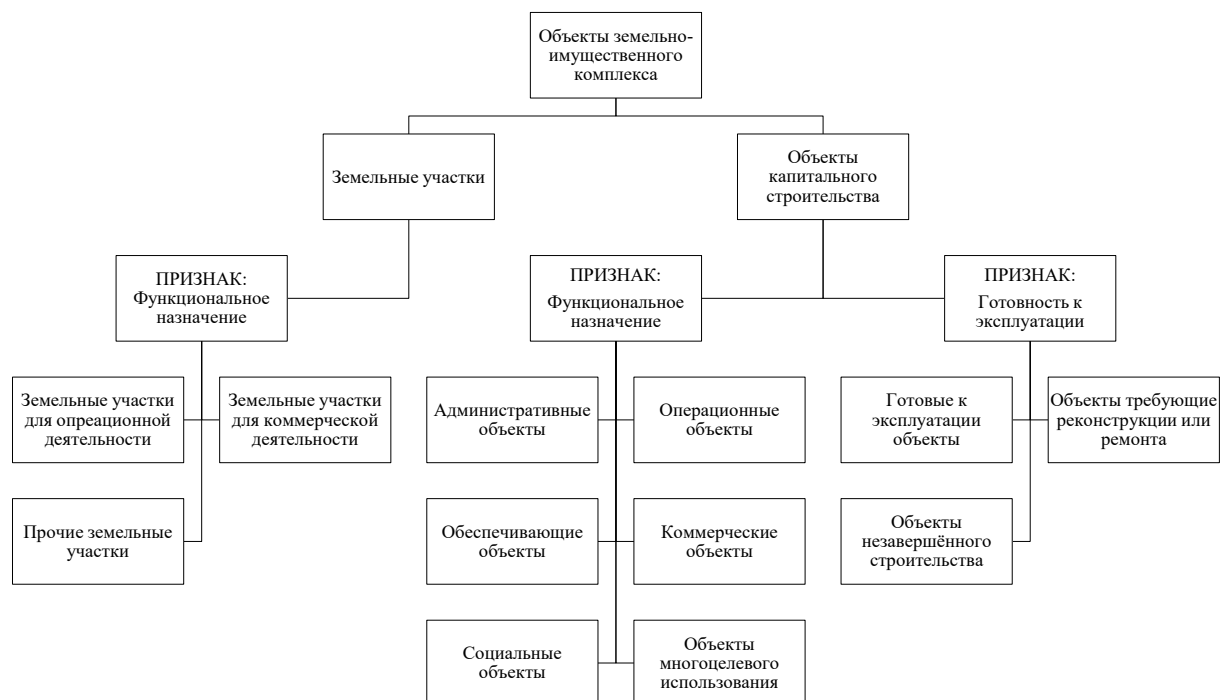 Объекты земельно-
имущественного
комплекса
Земельные участки
Объекты
капитального
строительства
ПРИЗНАК:
Функциональное
назначение
ПРИЗНАК:
Функциональное
назначение
ПРИЗНАК:
Готовность к
эксплуатации
Земельные участки
для опреационной
деятельности
Земельные участки
для коммерческой
деятельности
Административные
объекты
Операционные
объекты
Готовые к
эксплуатации
объекты
Объекты требующие
реконструкции или
ремонта
Прочие земельные
участки
Обеспечивающие
объекты
Коммерческие
объекты
Объекты
незавершённого
строительства
Социальные
объекты
Объекты
многоцелевого
использования